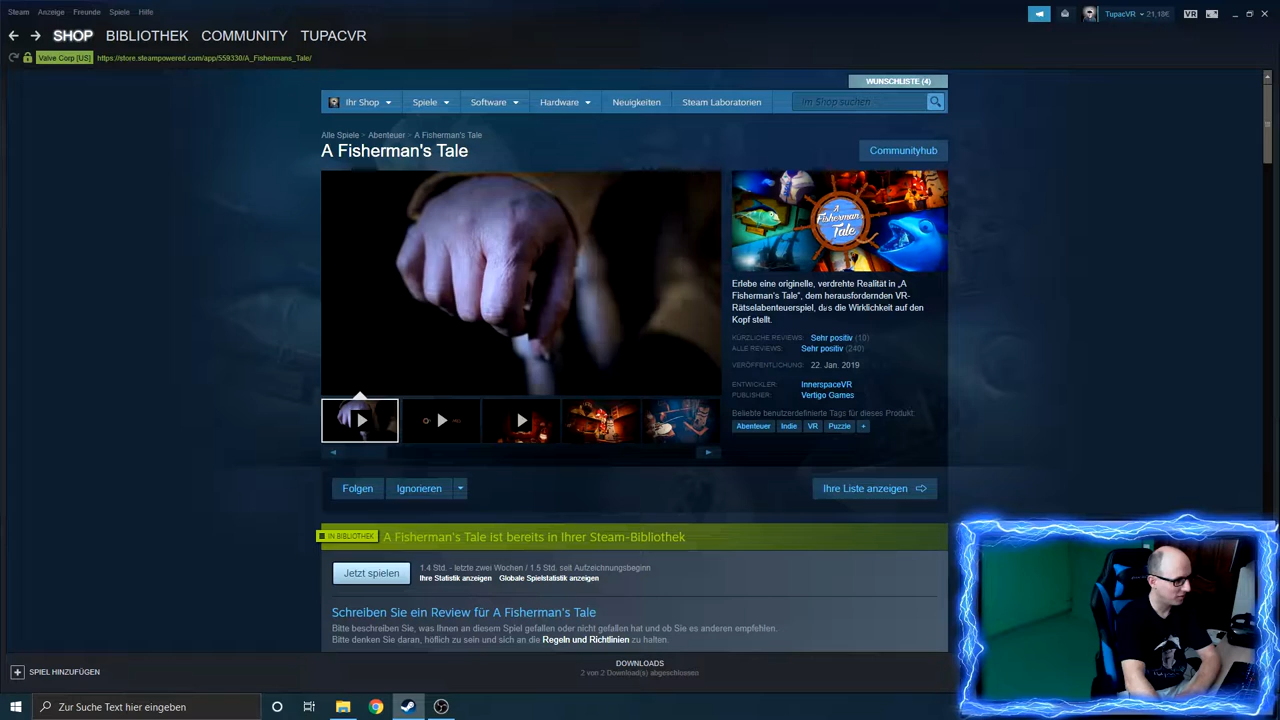 Steam Anzeige Freunde Spiele Hilfe
TupacVR 21,18€ VR
SHOP BIBLIOTHEK COMMUNITY TUPACVR
Valve Corp [US] https://store.steampowered.com/app/559330/A_Fishermans_Tale/
WUNSCHLISTE (4)
Ihr Shop Spiele Software Hardware Neuigkeiten Steam Laboratorien Im Shop suchen
Alle Spiele > Abenteuer > A Fisherman's Tale
A Fisherman's Tale
Communityhub
A Fisherman's Tale
Erlebe eine originelle, verdrehte Realität in „A
Fisherman's Tale", dem herausfordernden VR-
Rätselabenteuerspiel, das die Wirklichkeit auf den
Kopf stellt.
KÜRZLICHE REVIEWS: Sehr positiv (10)
ALLE REVIEWS: Sehr positiv (240)
VERÖFFENTLICHUNG: 22. Jan. 2019
ENTWICKLER: InnerspaceVR
PUBLISHER: Vertigo Games
Beliebte benutzerdefinierte Tags für dieses Produkt:
Abenteuer Indie VR Puzzle +
Folgen Ignorieren Ihre Liste anzeigen
IN BIBLIOTHEK A Fisherman's Tale ist bereits in Ihrer Steam-Bibliothek
Jetzt spielen
1.4 Std. - letzte zwei Wochen / 1.5 Std. seit Aufzeichnungsbeginn
Ihre Statistik anzeigen Globale Spielstatistik anzeigen
Schreiben Sie ein Review für A Fisherman's Tale
Bitte beschreiben Sie, was Ihnen an diesem Spiel gefallen oder nicht gefallen hat und ob Sie es anderen empfehlen.
Bitte denken Sie daran, höflich zu sein und sich an die Regeln und Richtlinien zu halten.
SPIEL HINZUFÜGEN
DOWNLOADS
2 von 2 Download(s) abgeschlossen
Zur Suche Text hier eingeben